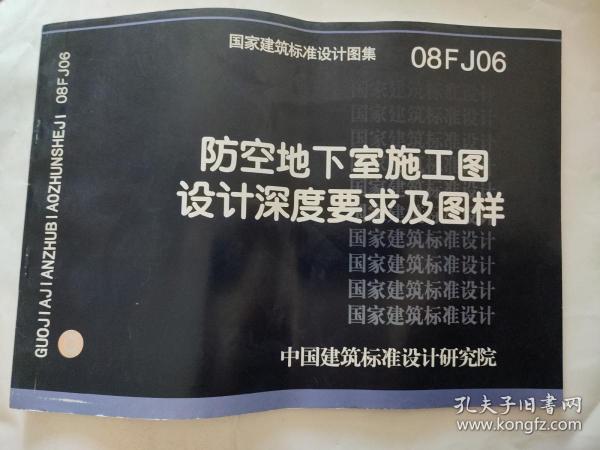 国家建筑标准设计图集 08FJ06
防空地下室施工图
设计深度要求及图样
国家建筑标准设计
国家建筑标准设计
国家建筑标准设计
国家建筑标准设计
中国建筑标准设计研究院
GUOJIAJIANZHUBIAOZHUNSHEJI 08FJ06
孔夫子旧书网
www.kongfz.com